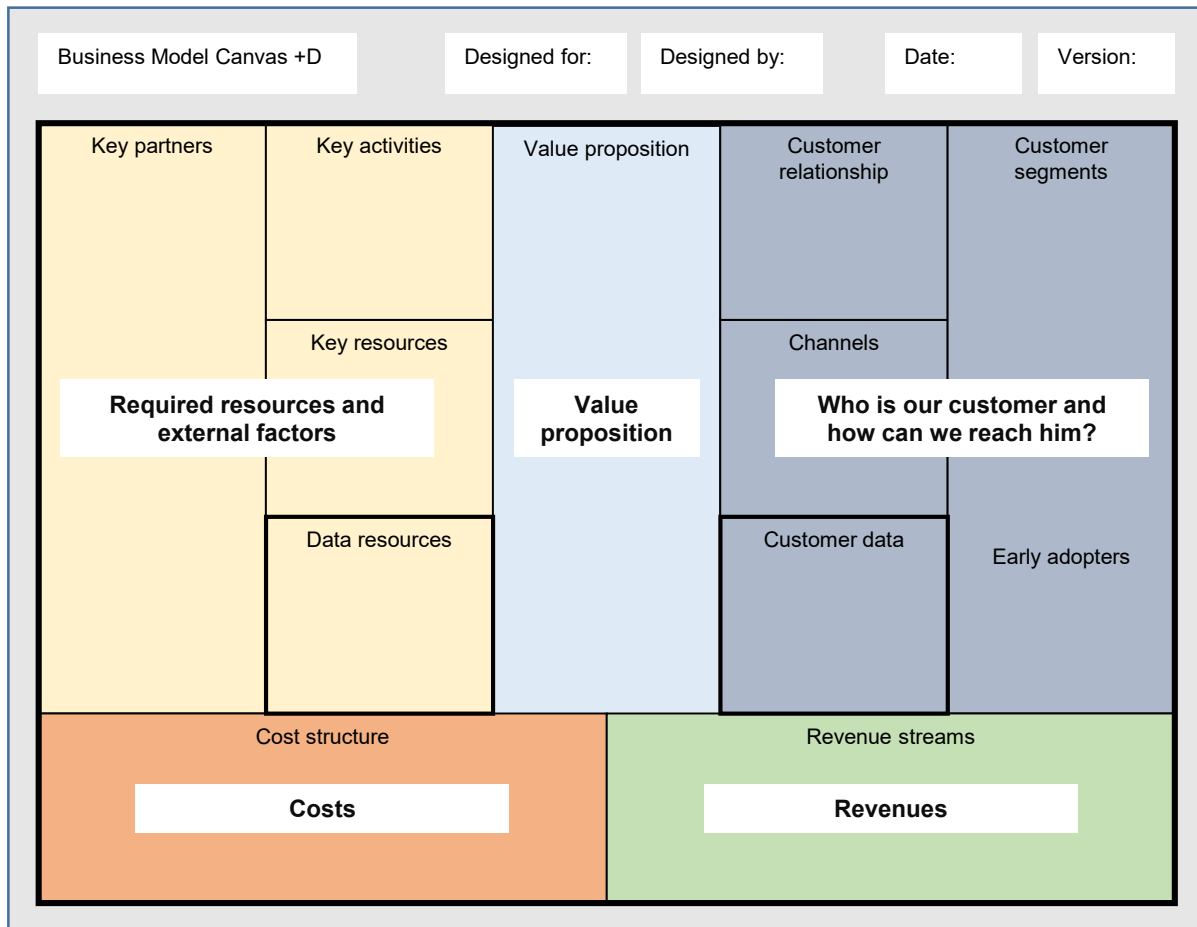 Business Model Canvas +D
Designed for:
Designed by:
Date:
Version:
Key partners
Key activities
Value proposition
Customer
relationship
Customer
segments
Key resources
Channels
Required resources and
external factors
Value
proposition
Who is our customer and
how can we reach him?
Data resources
Customer data
Early adopters
Cost structure
Revenue streams
Costs
Revenues